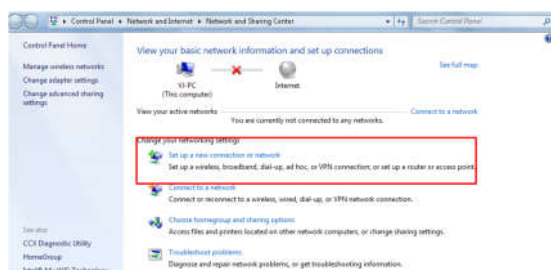 Control Panel ▸ Network and Internet ▸ Network and Sharing Center
Search Control Panel
Control Panel Home
Manage wireless networks
Change adapter settings
Change advanced sharing
settings
View your basic network information and set up connections
See full map
YJ-PC
(This computer)
Internet
View your active networks
Connect to a network
You are currently not connected to any networks.
Change your networking settings
Set up a new connection or network
Set up a wireless, broadband, dial-up, ad hoc, or VPN connection; or set up a router or access point.
Connect to a network
Connect or reconnect to a wireless, wired, dial-up, or VPN network connection.
Choose homegroup and sharing options
Access files and printers located on other network computers, or change sharing settings.
Troubleshoot problems
Diagnose and repair network problems, or get troubleshooting information.
See also
CCX Diagnostic Utility
HomeGroup